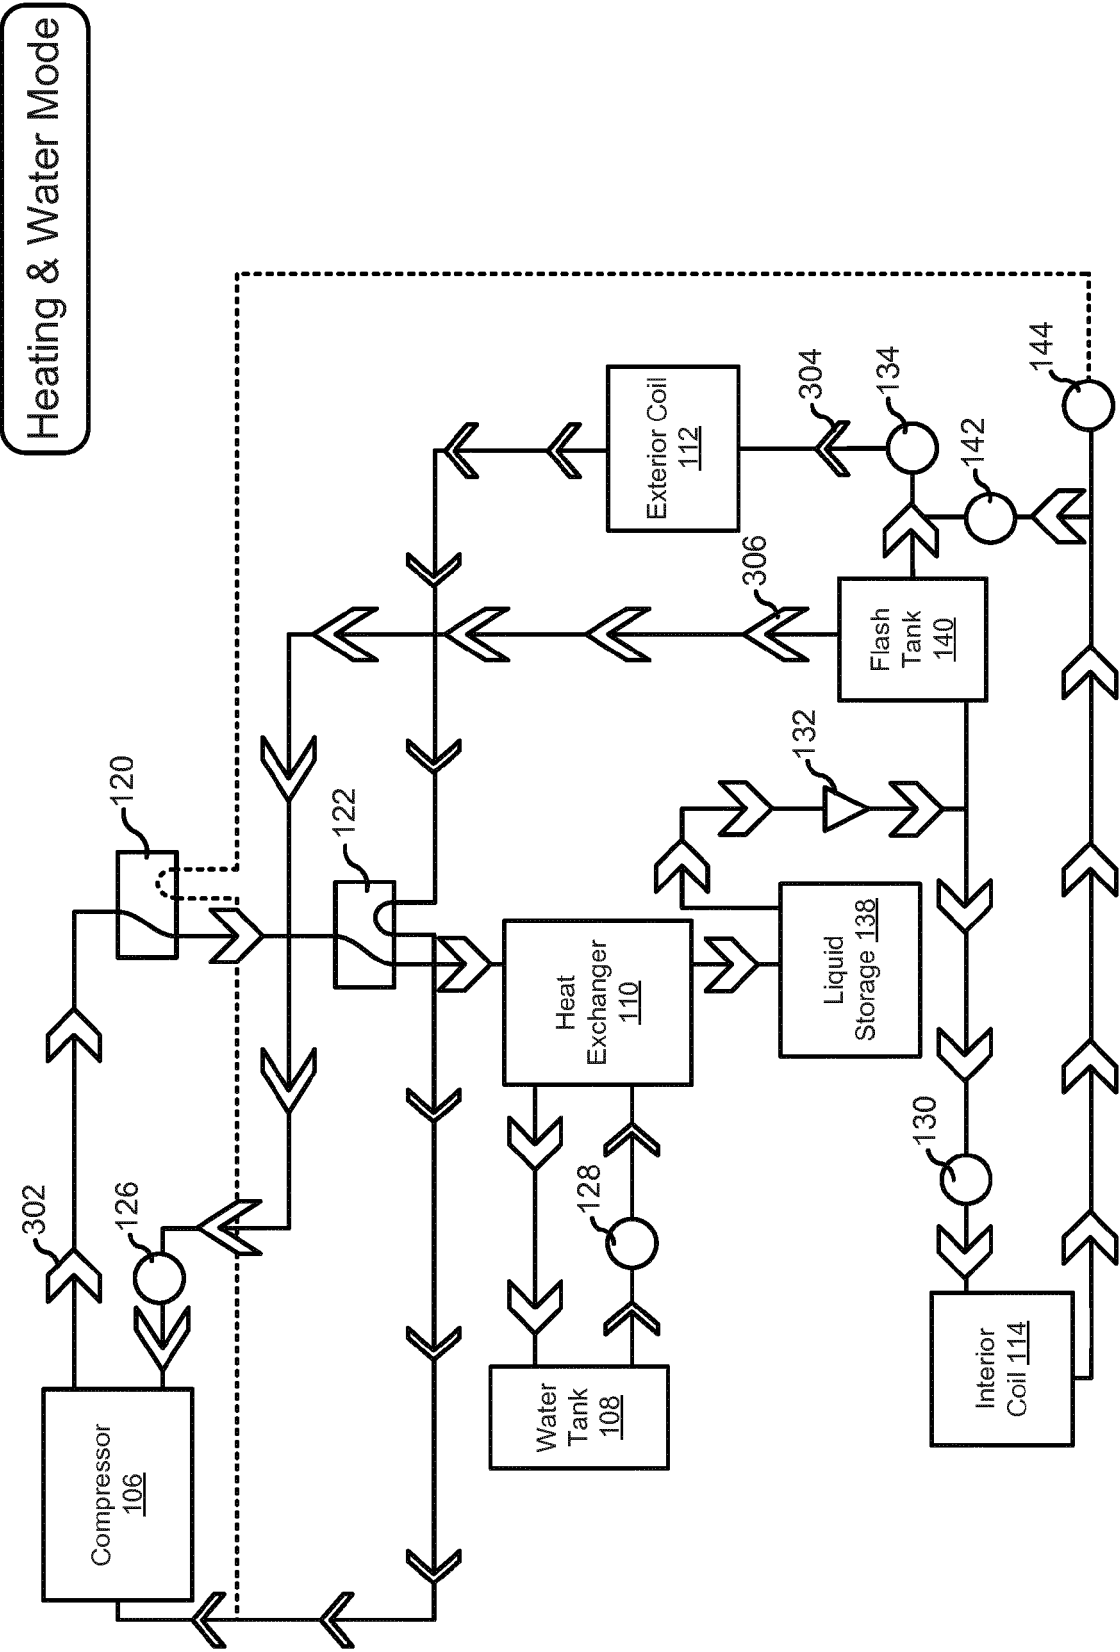 Heating & Water Mode
302
Compressor
106
126
120
122
Water
Tank
108
128
Heat
Exchanger
110
Liquid
Storage 138
132
306
Exterior Coil
112
304
134
142
144
Flash
Tank
140
130
Interior
Coil 114